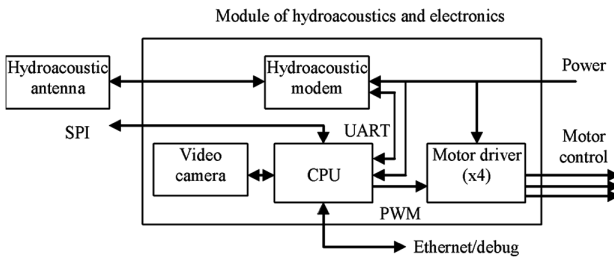 Module of hydroacoustics and electronics
Hydroacoustic
antenna
Hydroacoustic
modem
Power
SPI
UART
Motor
control
Video
camera
CPU
Motor driver
(x4)
PWM
Ethernet/debug